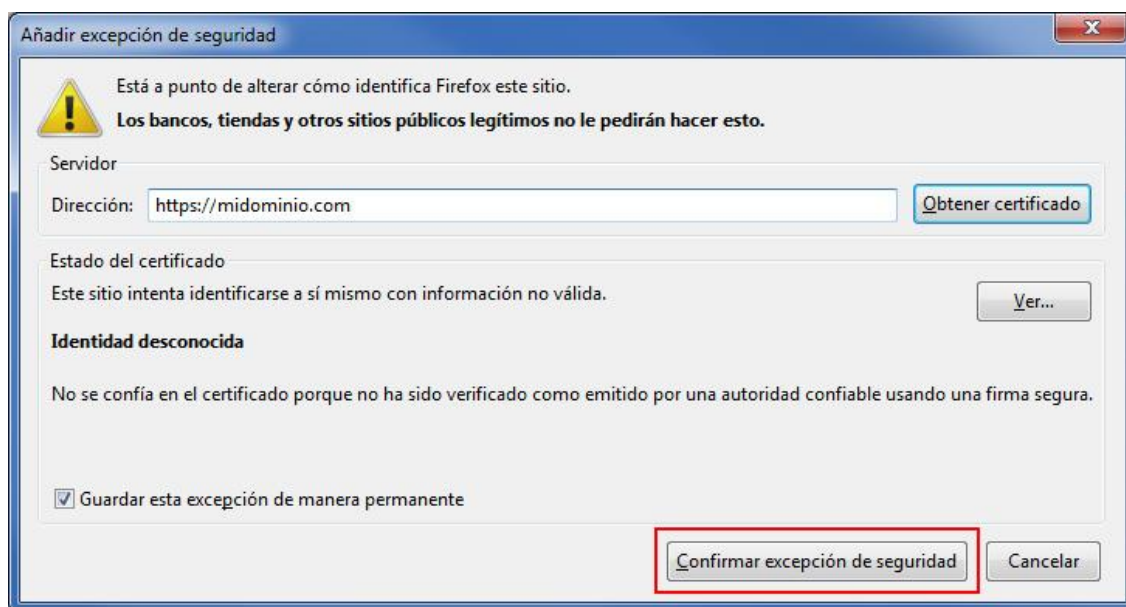 Añadir excepción de seguridad
Está a punto de alterar cómo identifica Firefox este sitio.
Los bancos, tiendas y otros sitios públicos legítimos no le pedirán hacer esto.
Servidor
Dirección: https://midominio.com Obtener certificado
Estado del certificado
Este sitio intenta identificarse a sí mismo con información no válida. Ver...
Identidad desconocida
No se confía en el certificado porque no ha sido verificado como emitido por una autoridad confiable usando una firma segura.
Guardar esta excepción de manera permanente
Confirmar excepción de seguridad Cancelar